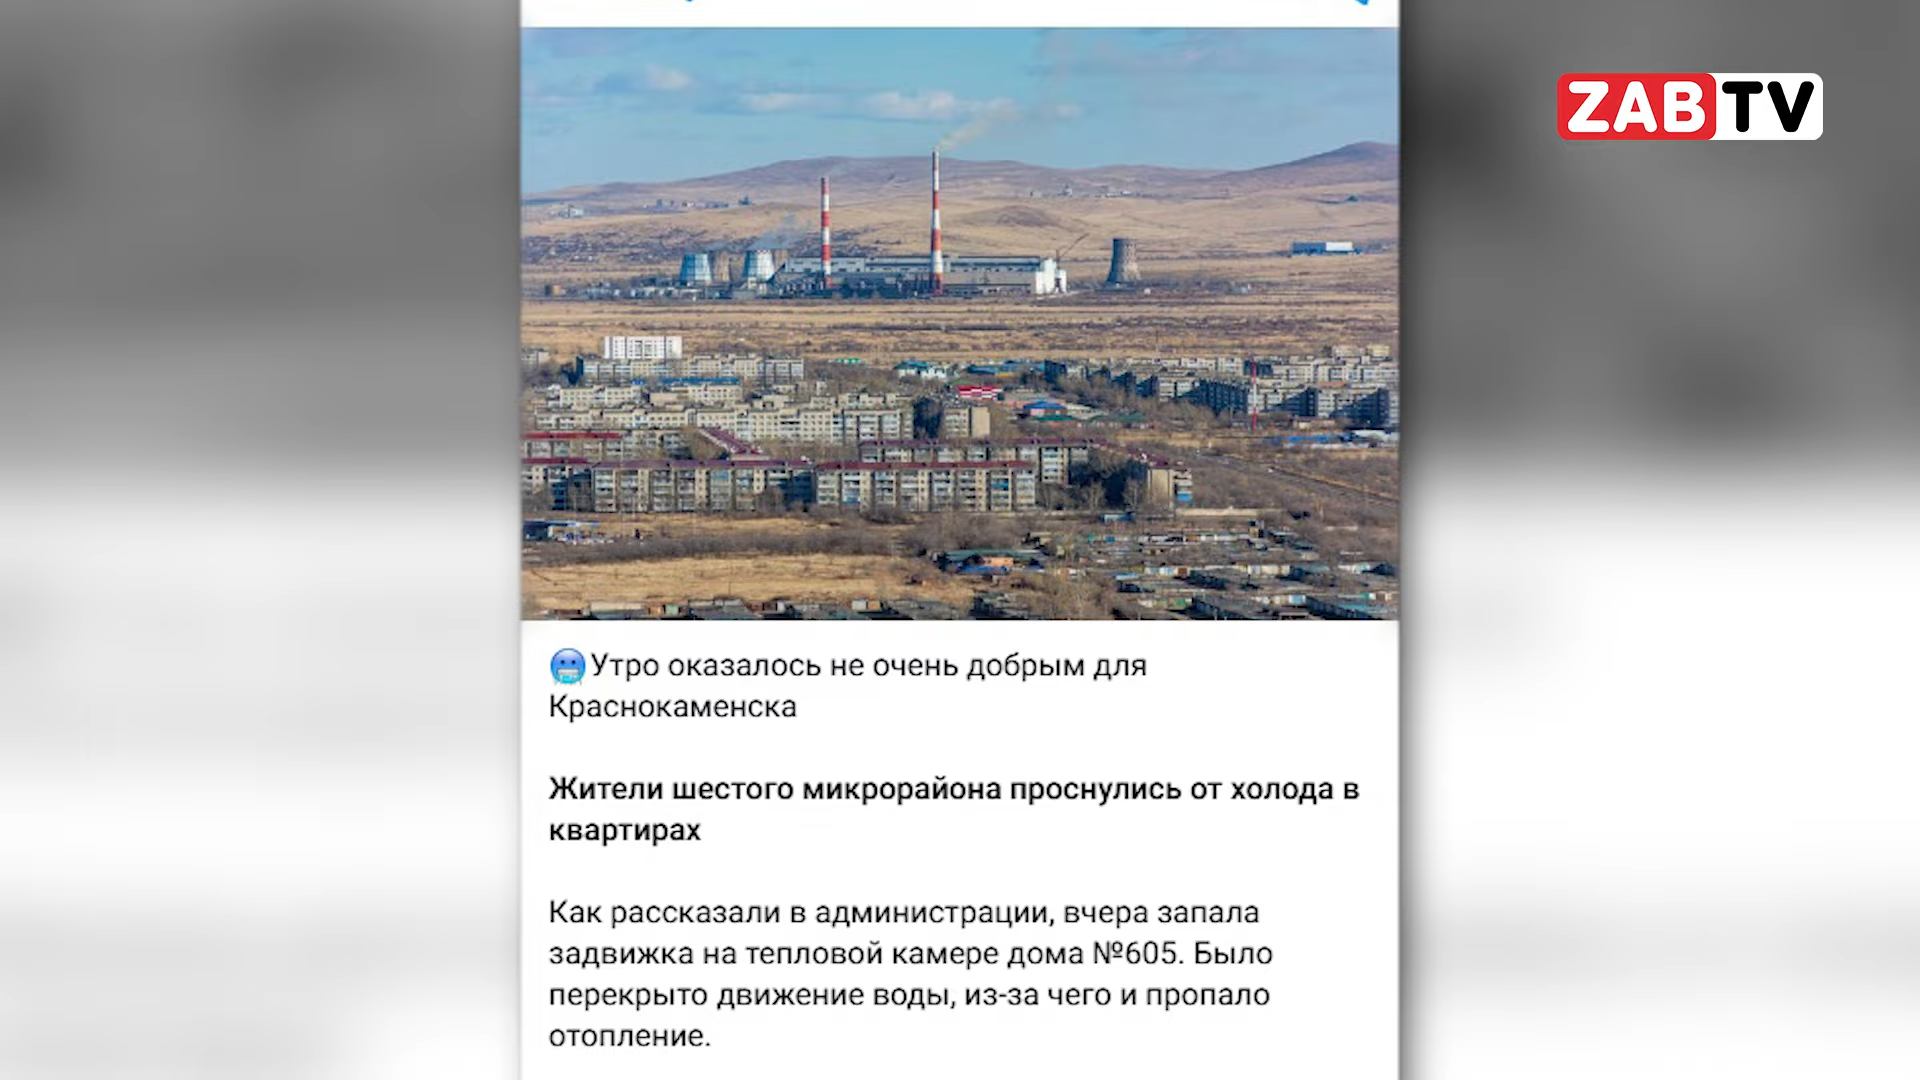 ZABTV
🥶Утро оказалось не очень добрым для
Краснокаменска
Жители шестого микрорайона проснулись от холода в
квартирах
Как рассказали в администрации, вчера запала
задвижка на тепловой камере дома №605. Было
перекрыто движение воды, из-за чего и пропало
отопление.